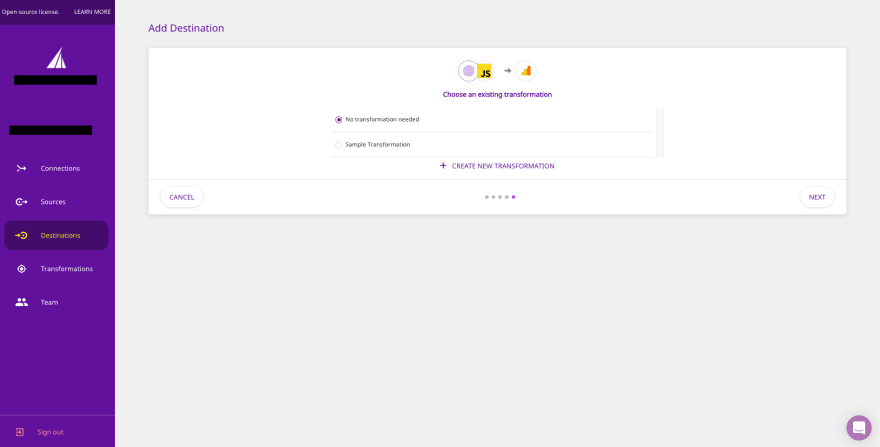 Open-source license. LEARN MORE
Add Destination
JS
Choose an existing transformation
No transformation needed
Sample Transformation
+ CREATE NEW TRANSFORMATION
CANCEL
NEXT
Connections
Sources
Destinations
Transformations
Team
Sign out